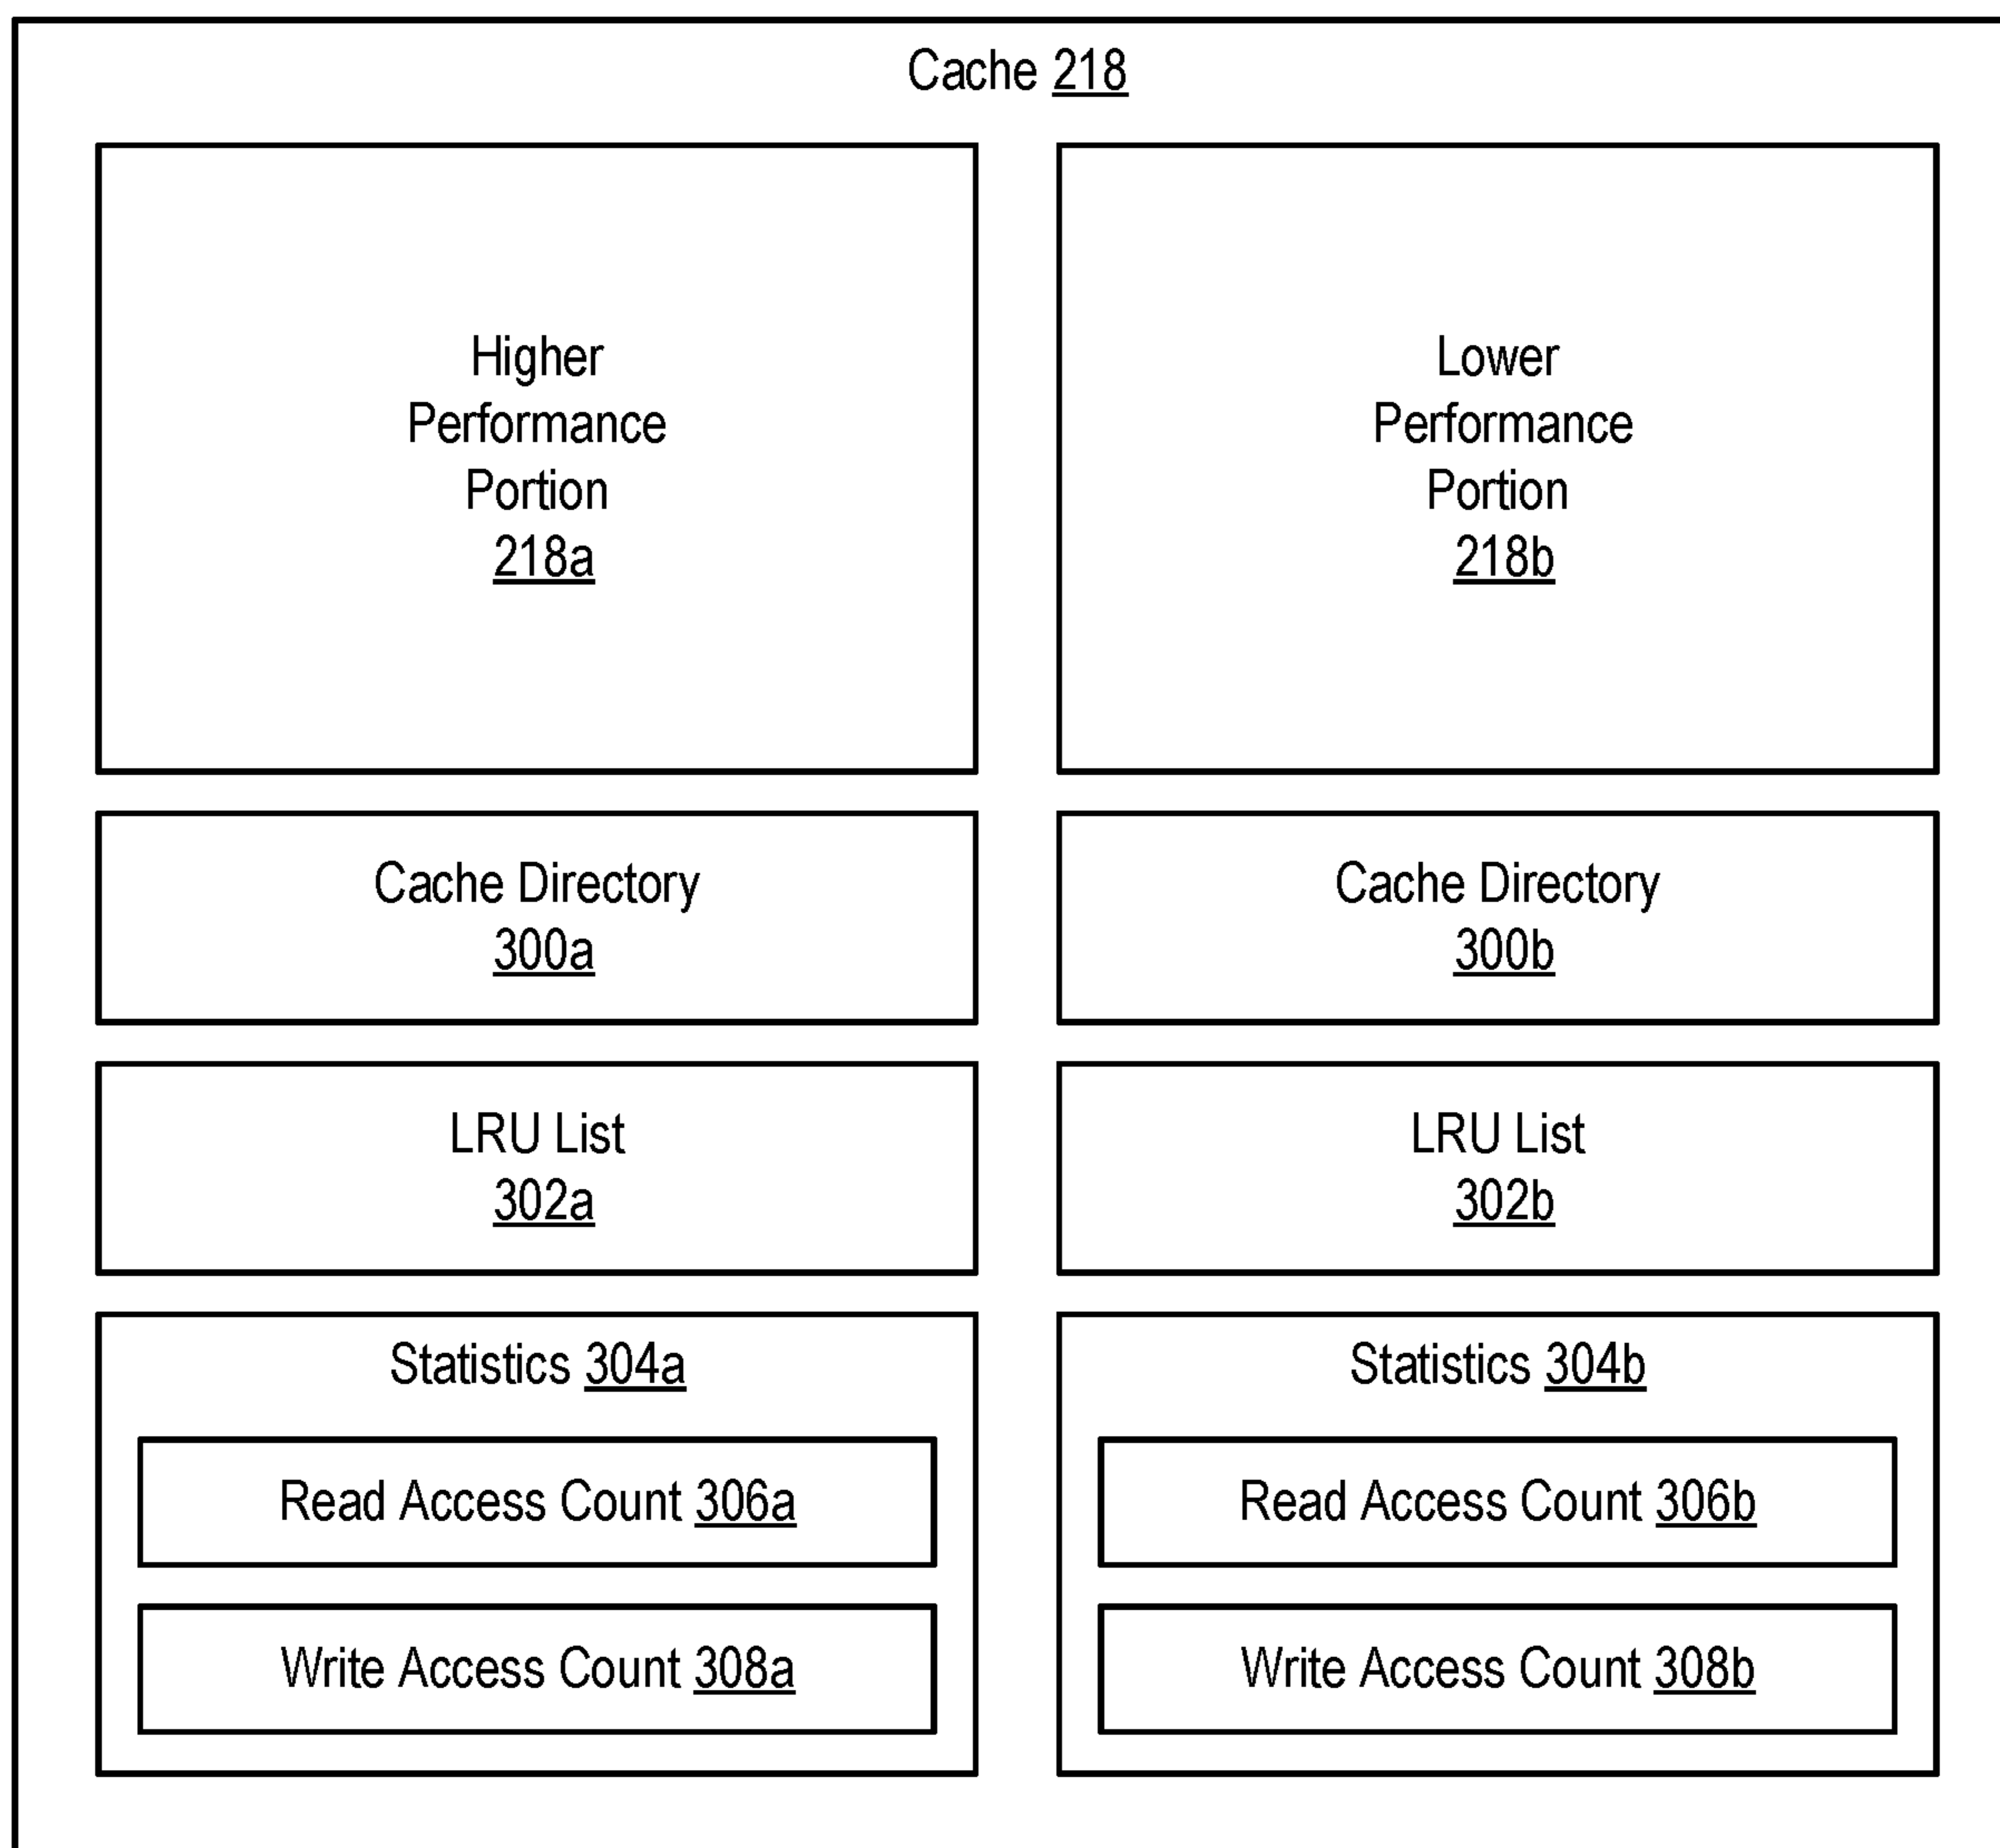 Cache 218
Higher
Performance
Portion
218a
Lower
Performance
Portion
218b
Cache Directory
300a
Cache Directory
300b
LRU List
302a
LRU List
302b
Statistics 304a
Read Access Count 306a
Write Access Count 308a
Statistics 304b
Read Access Count 306b
Write Access Count 308b